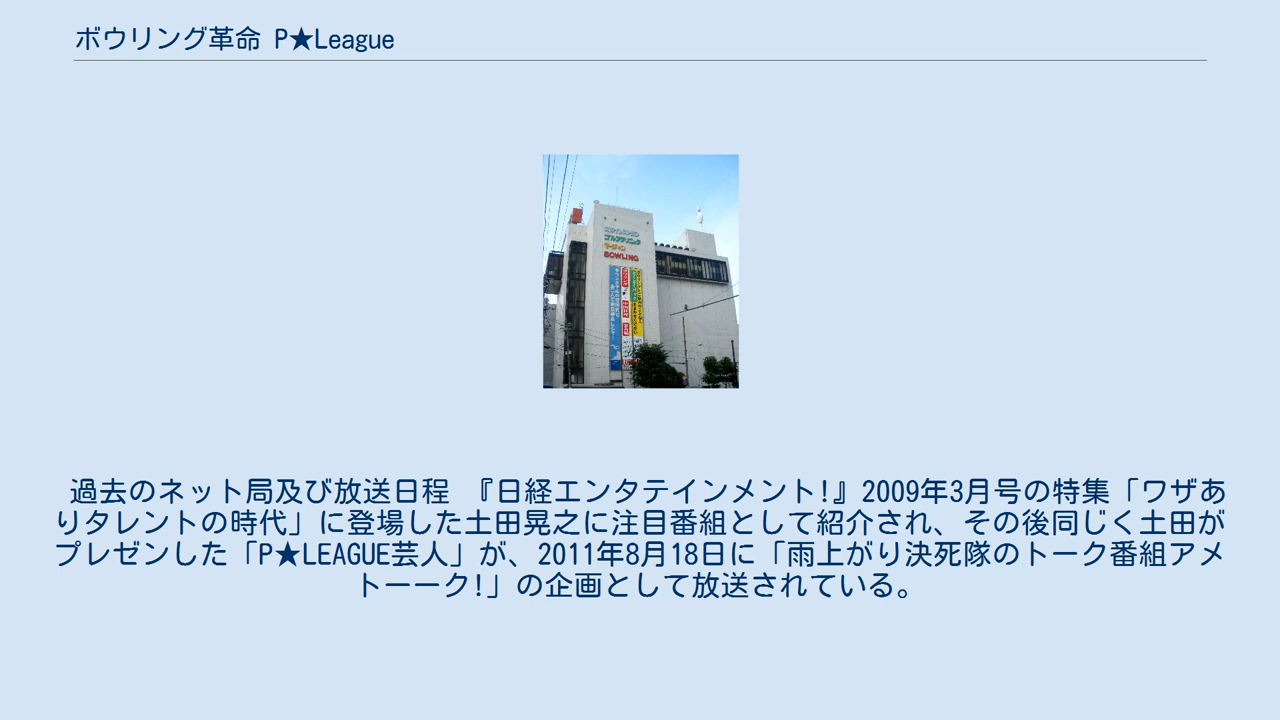 ボウリング革命 P★League
BOWLING
過去のネット局及び放送日程 『日経エンタテインメント!』2009年3月号の特集「ワザあ
りタレントの時代」に登場した土田晃之に注目番組として紹介され、その後同じく土田が
プレゼンした「P★LEAGUE芸人」が、2011年8月18日に「雨上がり決死隊のトーク番組アメ
トーーク!」の企画として放送されている。